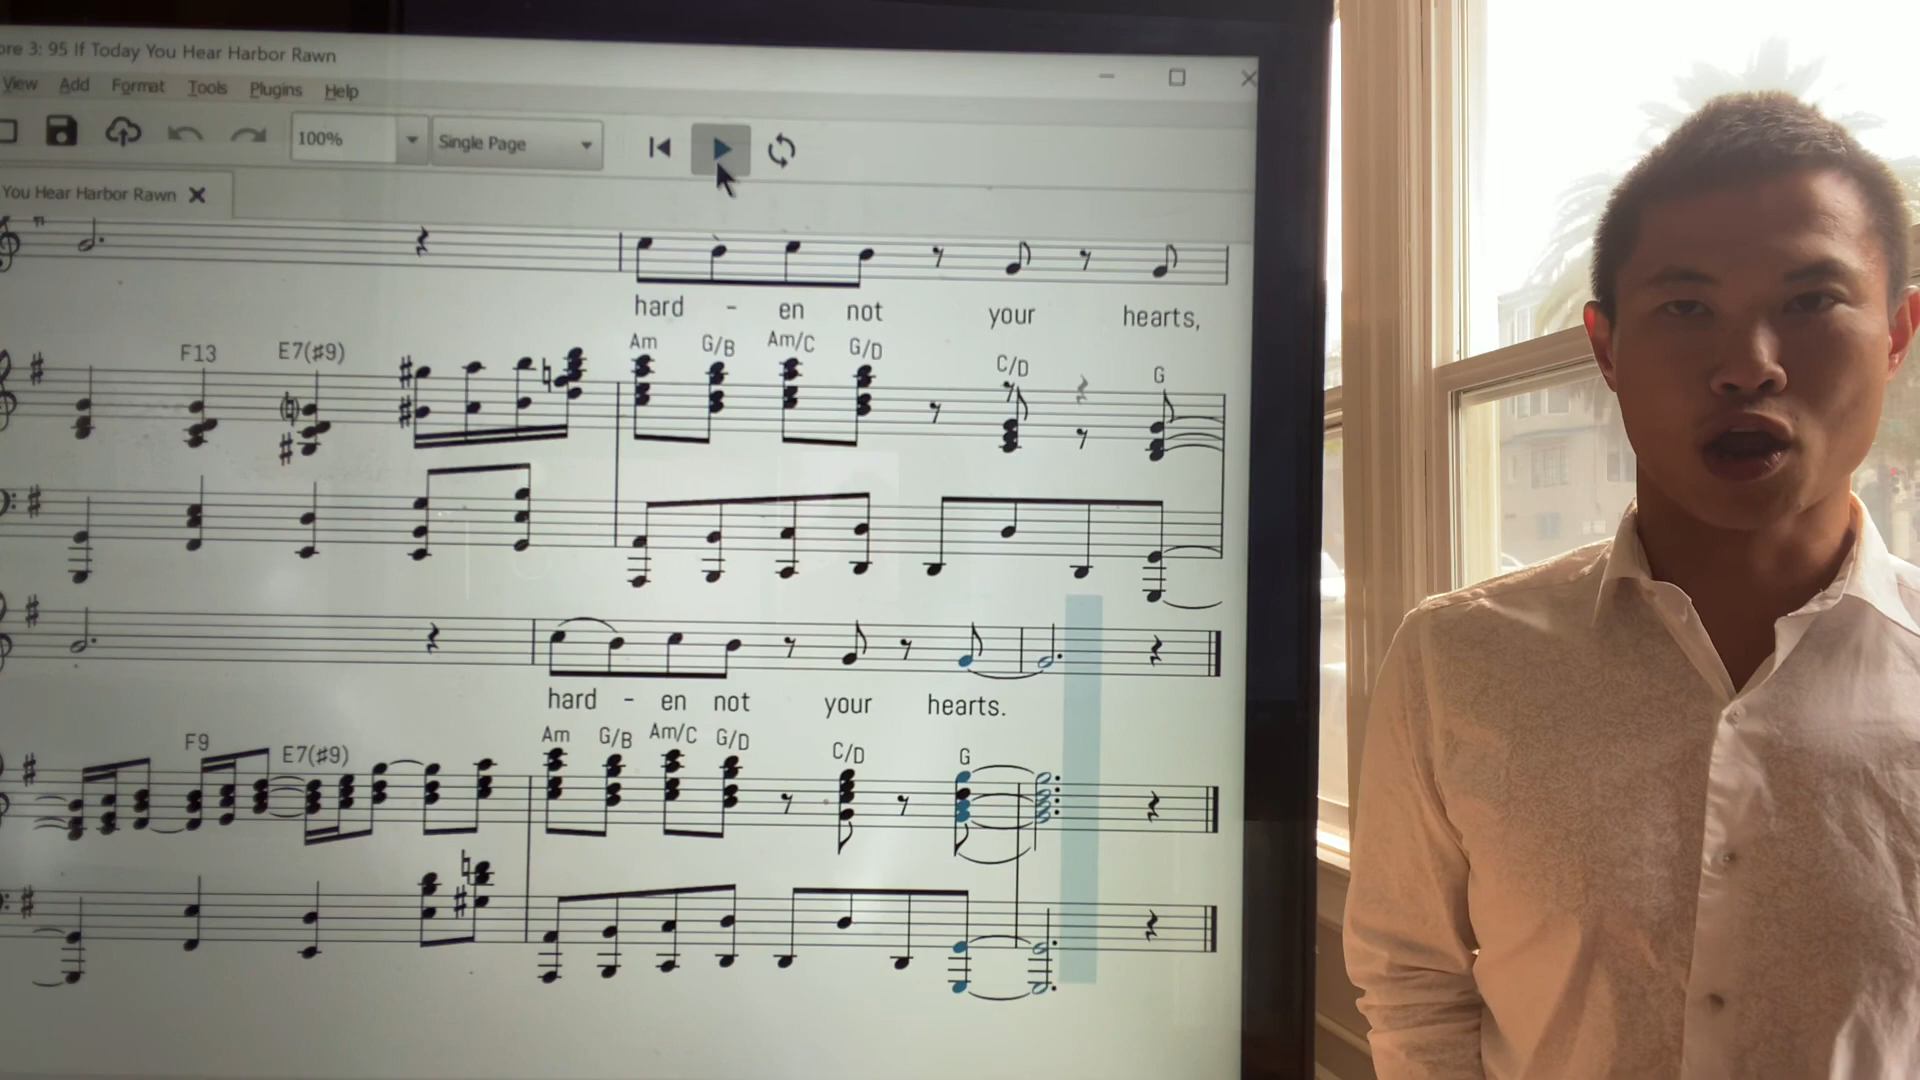 ore 3: 95 If Today You Hear Harbor Rawn
View Add Format Tools Plugins Help
100% Single Page
You Hear Harbor Rawn
hard - en not your hearts,
F13 E7(#9) Am G/B Am/C G/D C/D G
hard - en not your hearts.
F9 E7(#9) Am G/B Am/C G/D C/D G